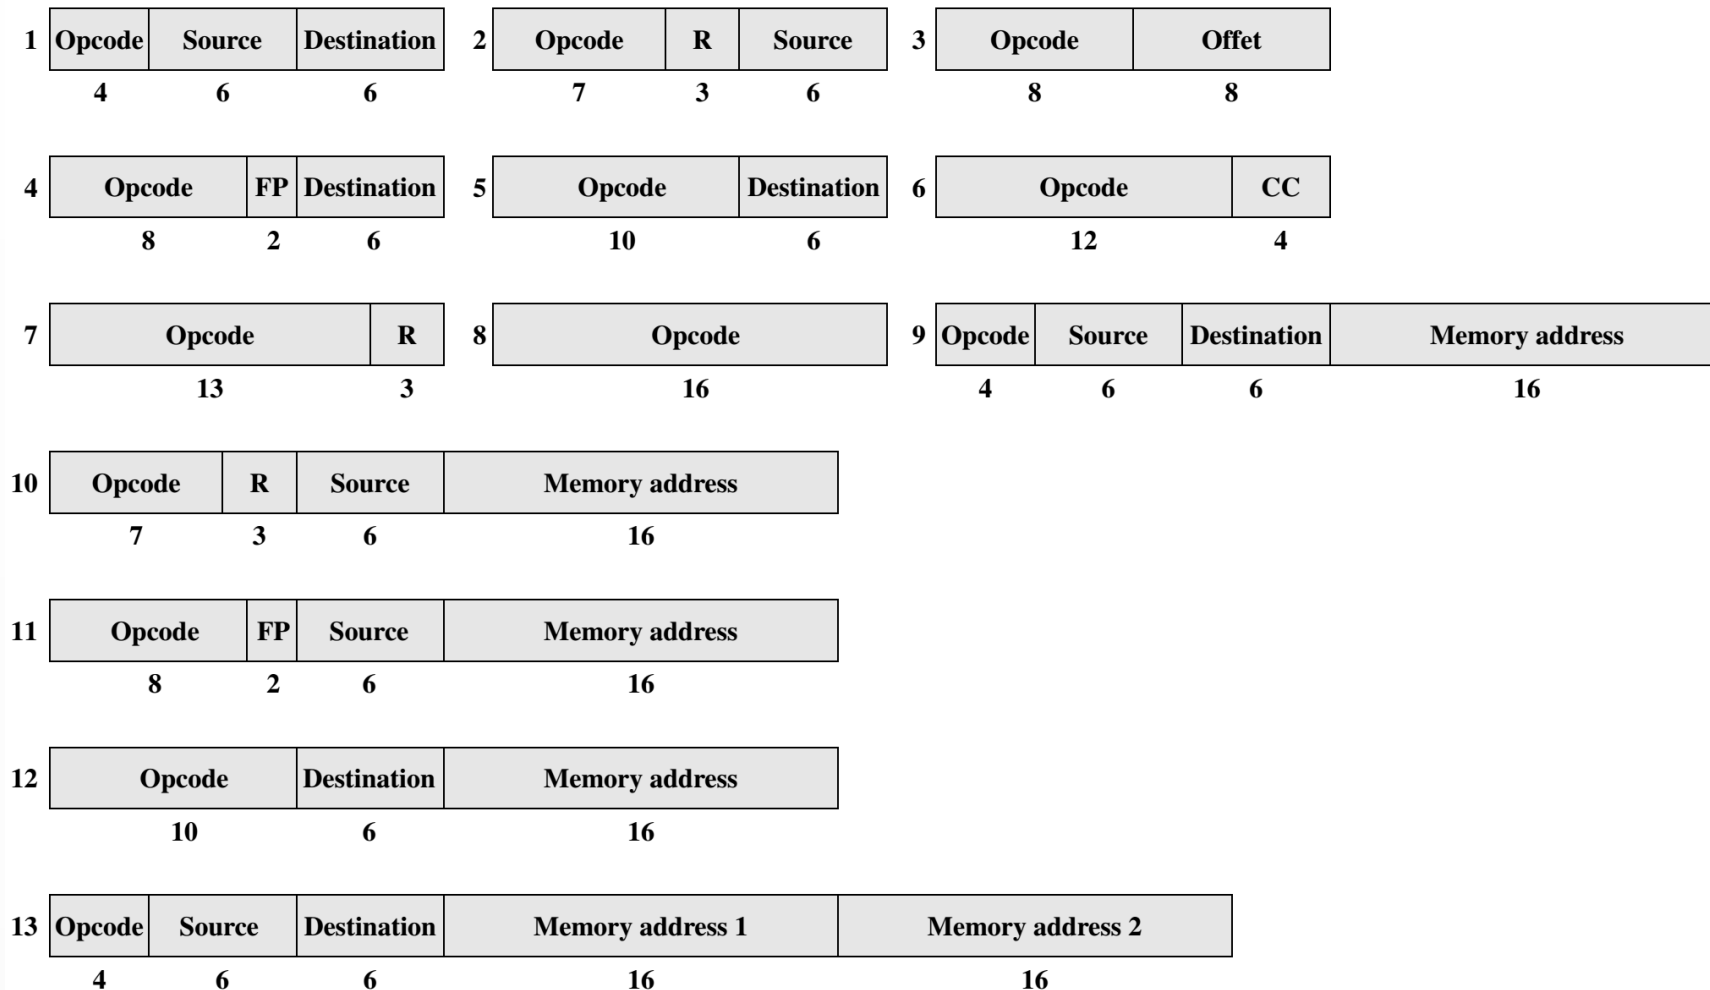 1 Opcode Source Destination 2 Opcode R Source 3 Opcode Offet
4 6 6 7 3 6 8 8
4 Opcode FP Destination 5 Opcode Destination 6 Opcode CC
8 2 6 10 6 12 4
7 Opcode R 8 Opcode 9 Opcode Source Destination Memory address
13 3 16 4 6 6 16
10 Opcode R Source Memory address
7 3 6 16
11 Opcode FP Source Memory address
8 2 6 16
12 Opcode Destination Memory address
10 6 16
13 Opcode Source Destination Memory address 1 Memory address 2
4 6 6 16 16